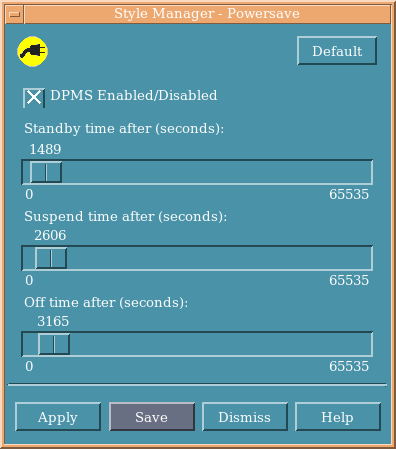 Style Manager - Powersave
Default
DPMS Enabled/Disabled
Standby time after (seconds):
1489
0 65535
Suspend time after (seconds):
2606
0 65535
Off time after (seconds):
3165
0 65535
Apply Save Dismiss Help